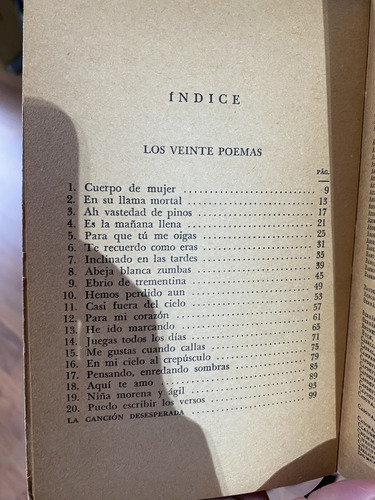 ÍNDICE
LOS VEINTE POEMAS
PÁG.
1. Cuerpo de mujer 9
2. En su llama mortal 13
3. Ah vastedad de pinos 17
4. Es la mañana llena 21
5. Para que tú me oigas 25
6. Te recuerdo como eras 31
7. Inclinado en las tardes 35
8. Abeja blanca zumbas 39
9. Ebrio de trementina 45
10. Hemos perdido aun 49
11. Casi fuera del cielo 53
12. Para mi corazón 57
13. He ido marcando 61
14. Juegas todos los días 65
15. Me gustas cuando callas 71
16. En mi cielo al crepúsculo 75
17. Pensando, enredando sombras 79
18. Aquí te amo 85
19. Niña morena y ágil 89
20. Puedo escribir los versos 93
LA CANCIÓN DESESPERADA 99